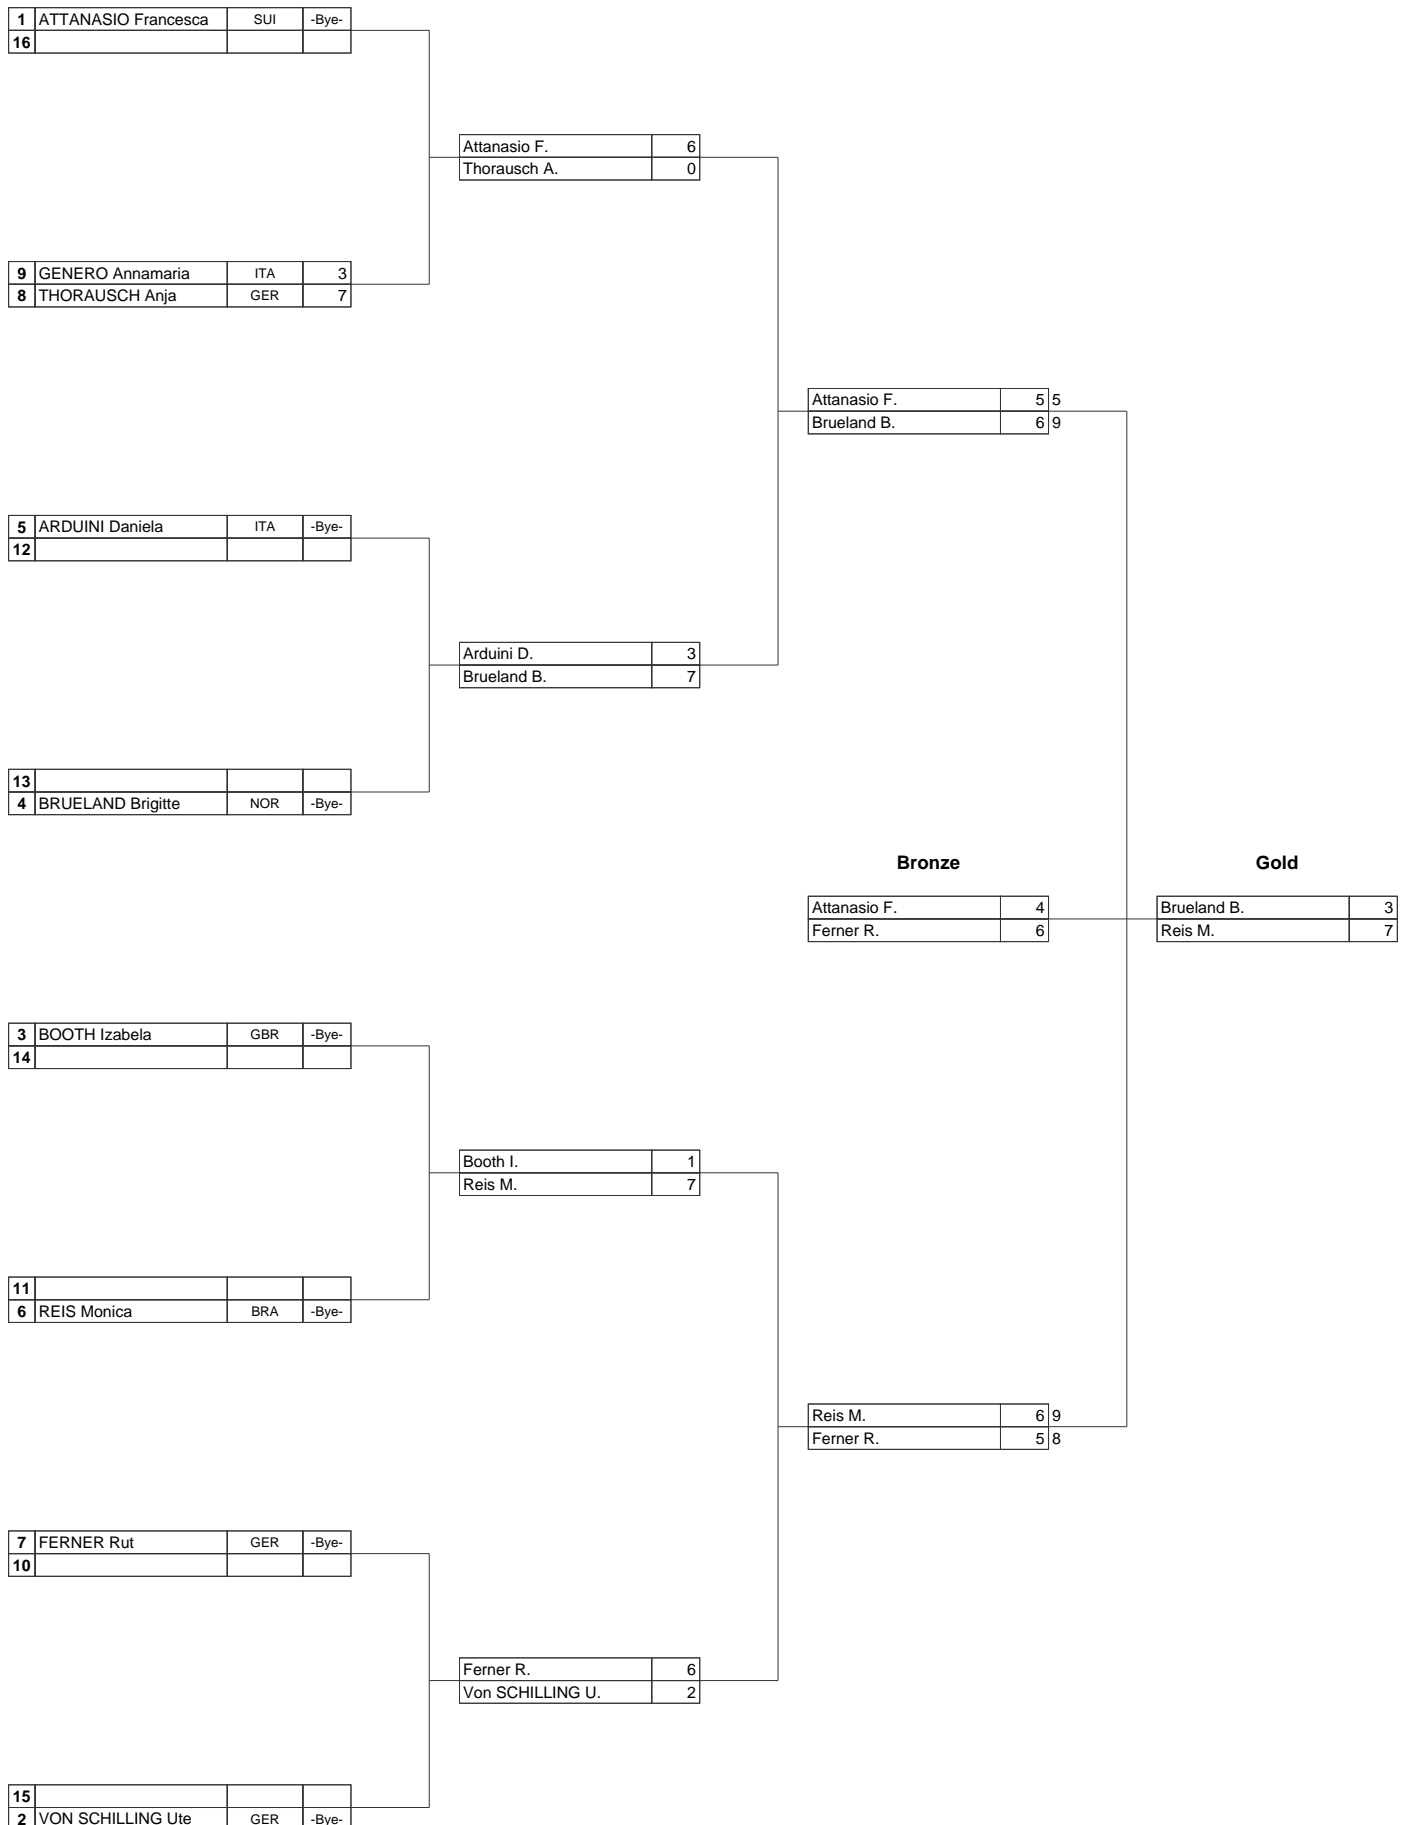 1 ATTANASIO Francesca SUI -Bye-
16
Attanasio F. 6
Thorausch A. 0
9 GENERO Annamaria ITA 3
8 THORAUSCH Anja GER 7
Attanasio F. 5 5
Brueland B. 6 9
5 ARDUINI Daniela ITA -Bye-
12
Arduini D. 3
Brueland B. 7
13
4 BRUELAND Brigitte NOR -Bye-
Bronze Gold
Attanasio F. 4 Brueland B. 3
Ferner R. 6 Reis M. 7
3 BOOTH Izabela GBR -Bye-
14
Booth I. 1
Reis M. 7
11
6 REIS Monica BRA -Bye-
Reis M. 6 9
Ferner R. 5 8
7 FERNER Rut GER -Bye-
10
Ferner R. 6
Von SCHILLING U. 2
15
2 VON SCHILLING Ute GER -Bye-